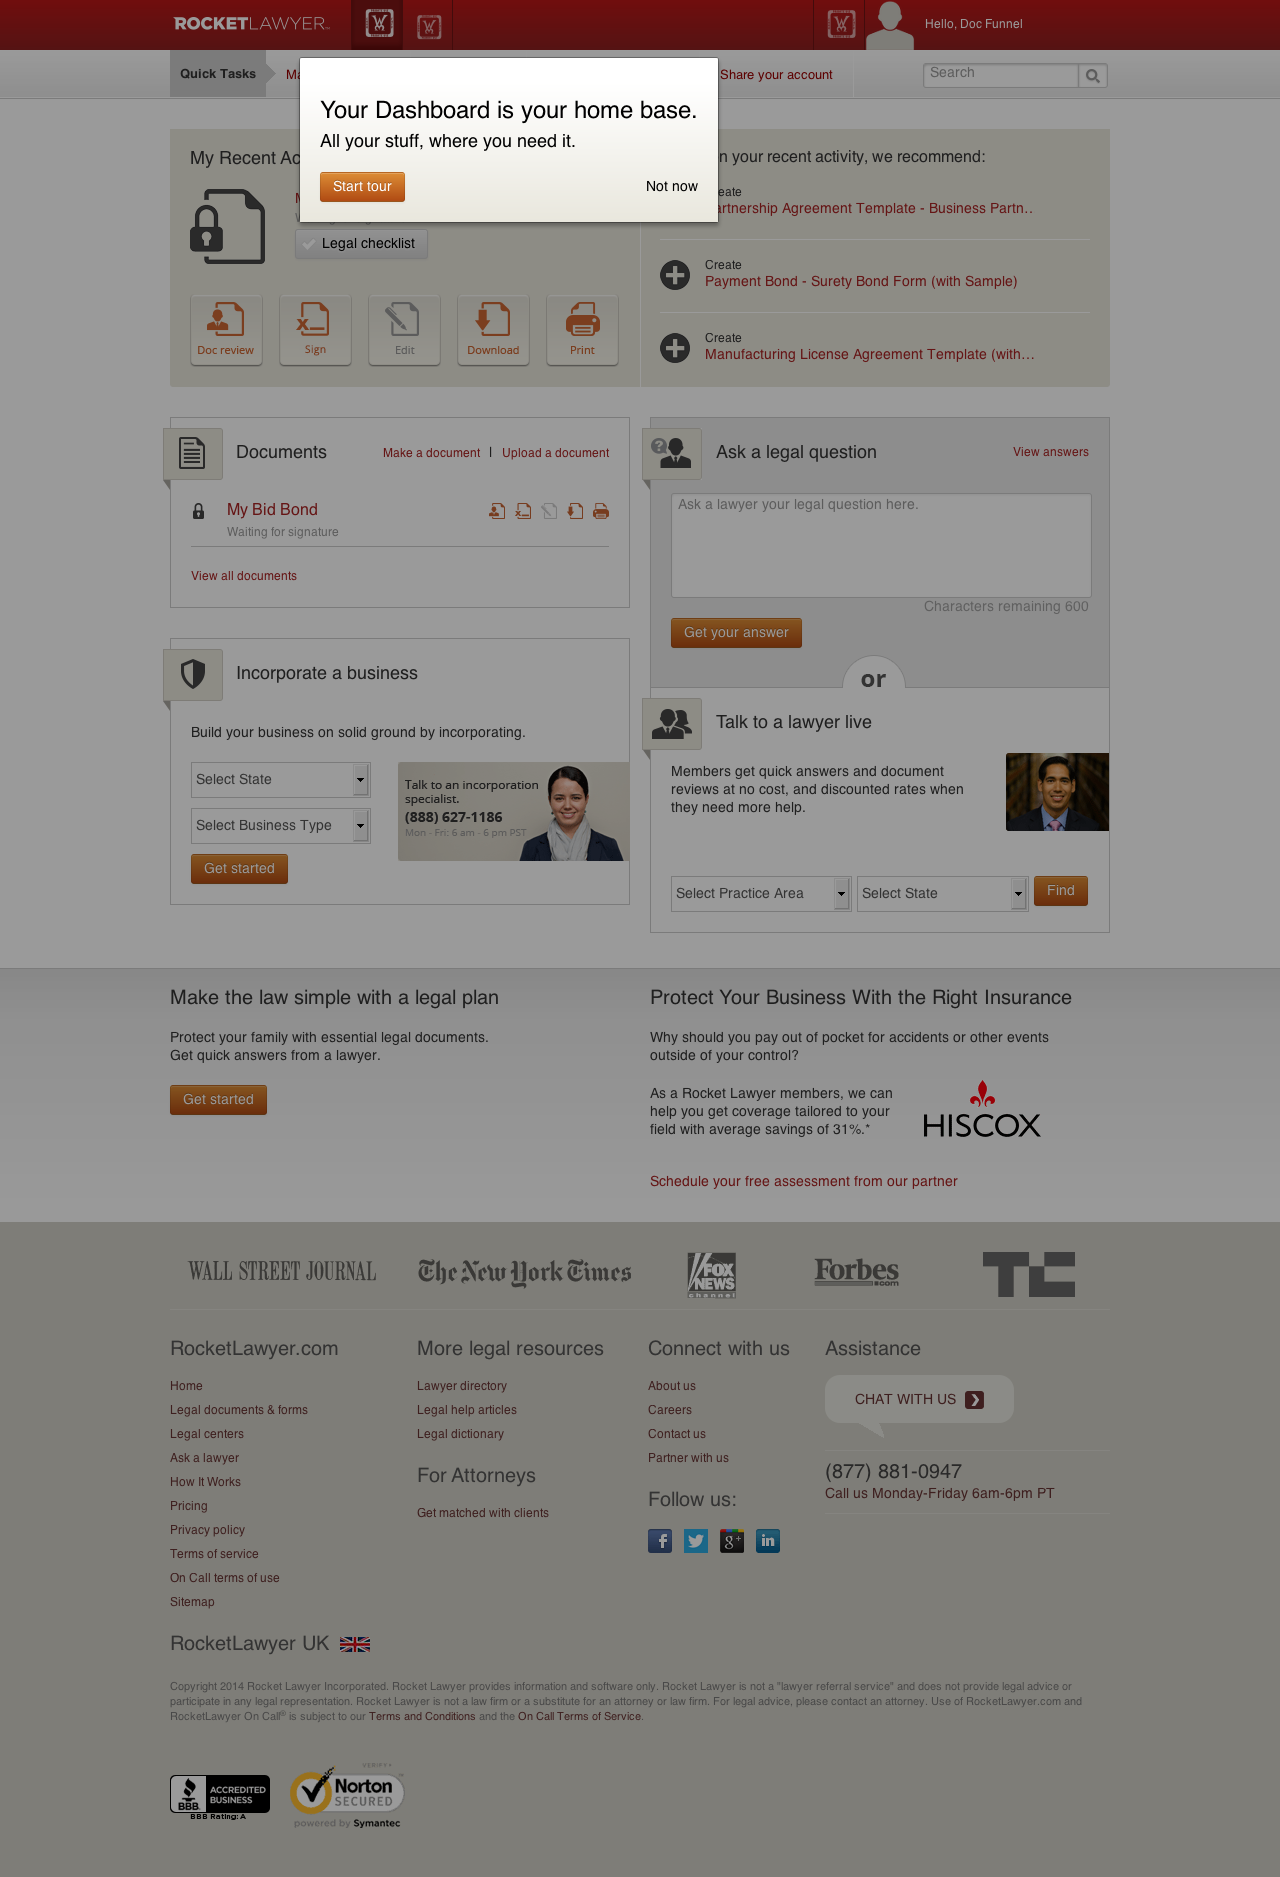 ROCKETLAWYER
Hello, Doc Funnel
Quick Tasks
Share your account
Search
Your Dashboard is your home base.
All your stuff, where you need it.
Start tour
Not now
My Recent
n your recent activity, we recommend:
Legal checklist
Doc review
Sign
Edit
Download
Print
eate
artnership Agreement Template - Business Partn..
Create
Payment Bond - Surety Bond Form (with Sample)
Create
Manufacturing License Agreement Template (with...
Documents
Make a document | Upload a document
My Bid Bond
Waiting for signature
View all documents
Ask a legal question
View answers
Ask a lawyer your legal question here.
Characters remaining 600
Get your answer
or
Incorporate a business
Build your business on solid ground by incorporating.
Select State
Select Business Type
Get started
Talk to an incorporation
specialist.
(888) 627-1186
Mon - Fri: 6 am - 6 pm PST
Talk to a lawyer live
Members get quick answers and document
reviews at no cost, and discounted rates when
they need more help.
Select Practice Area
Select State
Find
Make the law simple with a legal plan
Protect your family with essential legal documents.
Get quick answers from a lawyer.
Get started
Protect Your Business With the Right Insurance
Why should you pay out of pocket for accidents or other events
outside of your control?
As a Rocket Lawyer members, we can
help you get coverage tailored to your
field with average savings of 31%.*
HISCOX
Schedule your free assessment from our partner
WALL STREET JOURNAL
The New York Times
FOX
NEWS
channel
Forbes
.com
TC
RocketLawyer.com
Home
Legal documents & forms
Legal centers
Ask a lawyer
How It Works
Pricing
Privacy policy
Terms of service
On Call terms of use
Sitemap
More legal resources
Lawyer directory
Legal help articles
Legal dictionary
For Attorneys
Get matched with clients
Connect with us
About us
Careers
Contact us
Partner with us
Follow us:
f
g+
in
Assistance
CHAT WITH US
(877) 881-0947
Call us Monday-Friday 6am-6pm PT
RocketLawyer UK
Copyright 2014 Rocket Lawyer Incorporated. Rocket Lawyer provides information and software only. Rocket Lawyer is not a "lawyer referral service" and does not provide legal advice or
participate in any legal representation. Rocket Lawyer is not a law firm or a substitute for an attorney or law firm. For legal advice, please contact an attorney. Use of RocketLawyer.com and
RocketLawyer On Call® is subject to our Terms and Conditions and the On Call Terms of Service.
BBB.
ACCREDITED
BUSINESS
BBB Rating: A
VERIFY
Norton
SECURED
powered by Symantec